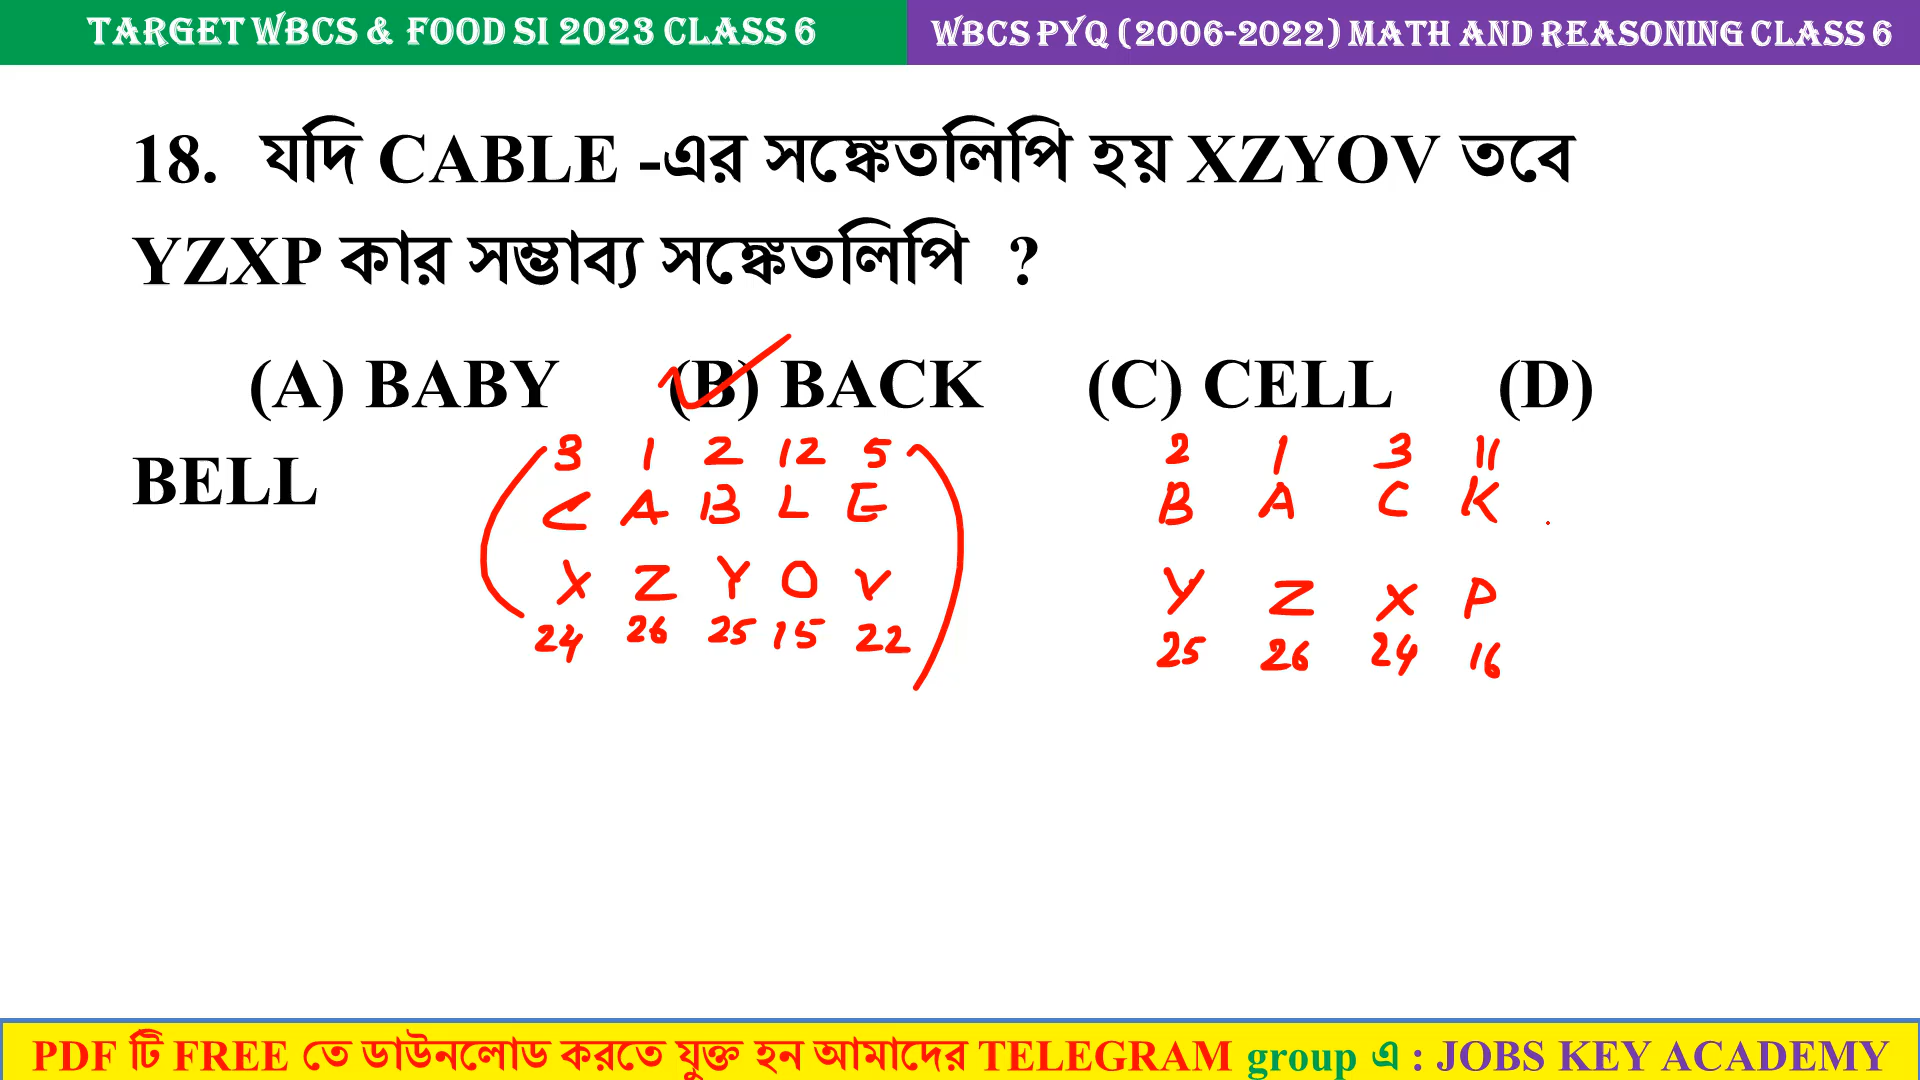 TARGET WBCS & FOOD SI 2023 CLASS 6
WBCS PYQ (2006-2022) MATH AND REASONING CLASS 6
18. যদি CABLE -এর সঙ্কেতলিপি হয় XZYOV তবে
YZXP কার সম্ভাব্য সঙ্কেতলিপি ?
(A) BABY (B) BACK (C) CELL (D)
BELL
3 1 2 12 5
C A B L E
X Z Y O V
24 26 25 15 22
2 1 3 11
B A C K
Y Z X P
25 26 24 16
PDF টি FREE তে ডাউনলোড করতে যুক্ত হন আমাদের TELEGRAM group এ : JOBS KEY ACADEMY